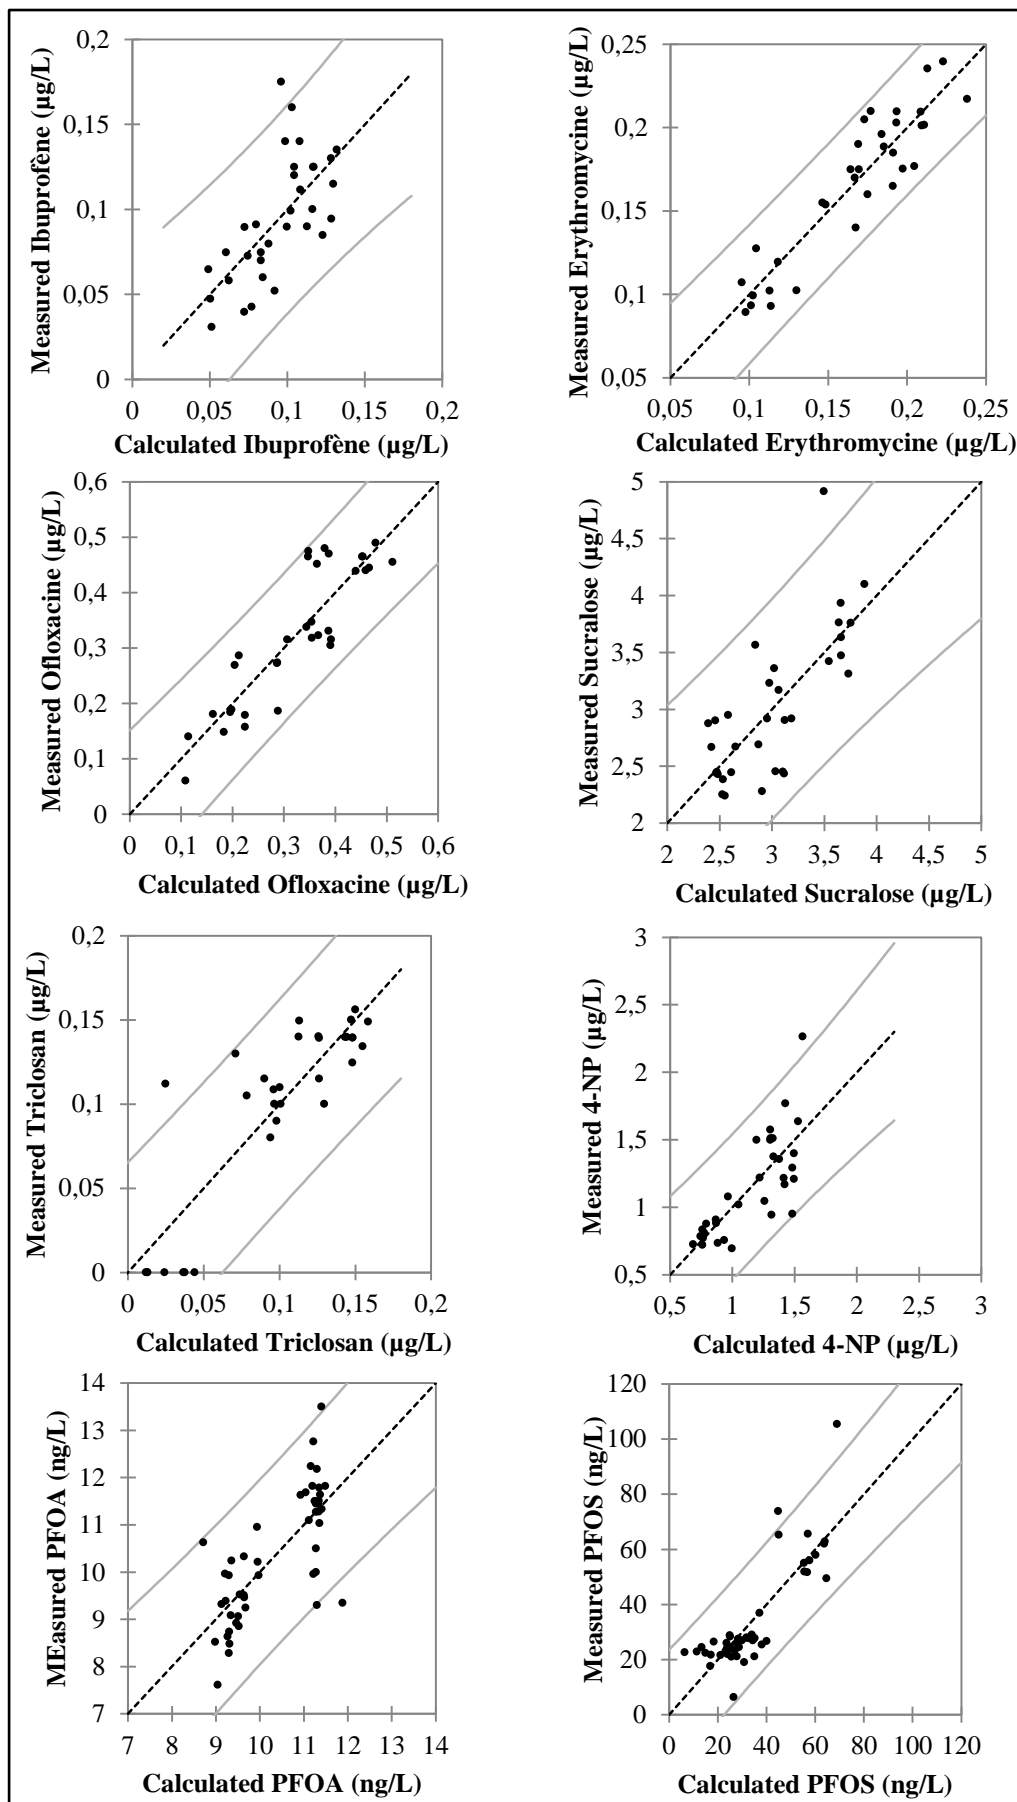 Measured Ibuprofène (µg/L)
0,2
0,15
0,1
0,05
0
0 0,05 0,1 0,15 0,2
Calculated Ibuprofène (µg/L)
Measured Erythromycine (µg/L)
0,25
0,2
0,15
0,1
0,05
0,05 0,1 0,15 0,2 0,25
Calculated Erythromycine (µg/L)
Measured Ofloxacine (µg/L)
0,6
0,5
0,4
0,3
0,2
0,1
0
0 0,1 0,2 0,3 0,4 0,5 0,6
Calculated Ofloxacine (µg/L)
Measured Sucralose (µg/L)
5
4,5
4
3,5
3
2,5
2
2 2,5 3 3,5 4 4,5 5
Calculated Sucralose (µg/L)
Measured Triclosan (µg/L)
0,2
0,15
0,1
0,05
0
0 0,05 0,1 0,15 0,2
Calculated Triclosan (µg/L)
Measured 4-NP (µg/L)
3
2,5
2
1,5
1
0,5
0,5 1 1,5 2 2,5 3
Calculated 4-NP (µg/L)
MEasured PFOA (ng/L)
14
13
12
11
10
9
8
7
7 8 9 10 11 12 13 14
Calculated PFOA (ng/L)
Measured PFOS (ng/L)
120
100
80
60
40
20
0
0 20 40 60 80 100 120
Calculated PFOS (ng/L)